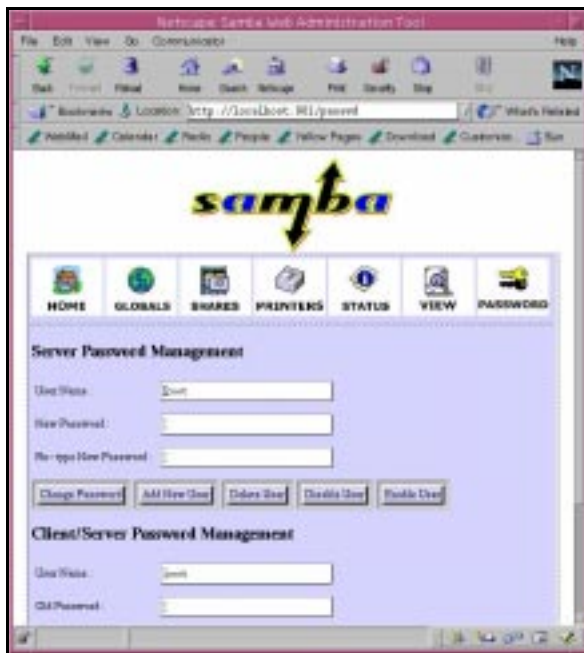 Netscape: Samba Web Administration Tool
File Edit View Go Communicator Help
Back Forward Reload Home Search Netscape Print Security Stop
N
Bookmarks Location: http://localhost:901/passwd What's Related
WebMail Calendar Radio People Yellow Pages Download Customize
samba
HOME GLOBALS SHARES PRINTERS STATUS VIEW PASSWORD
Server Password Management
User Name : root
New Password :
Re-type New Password :
Change Password Add New User Delete User Disable User Enable User
Client/Server Password Management
User Name : root
Old Password :